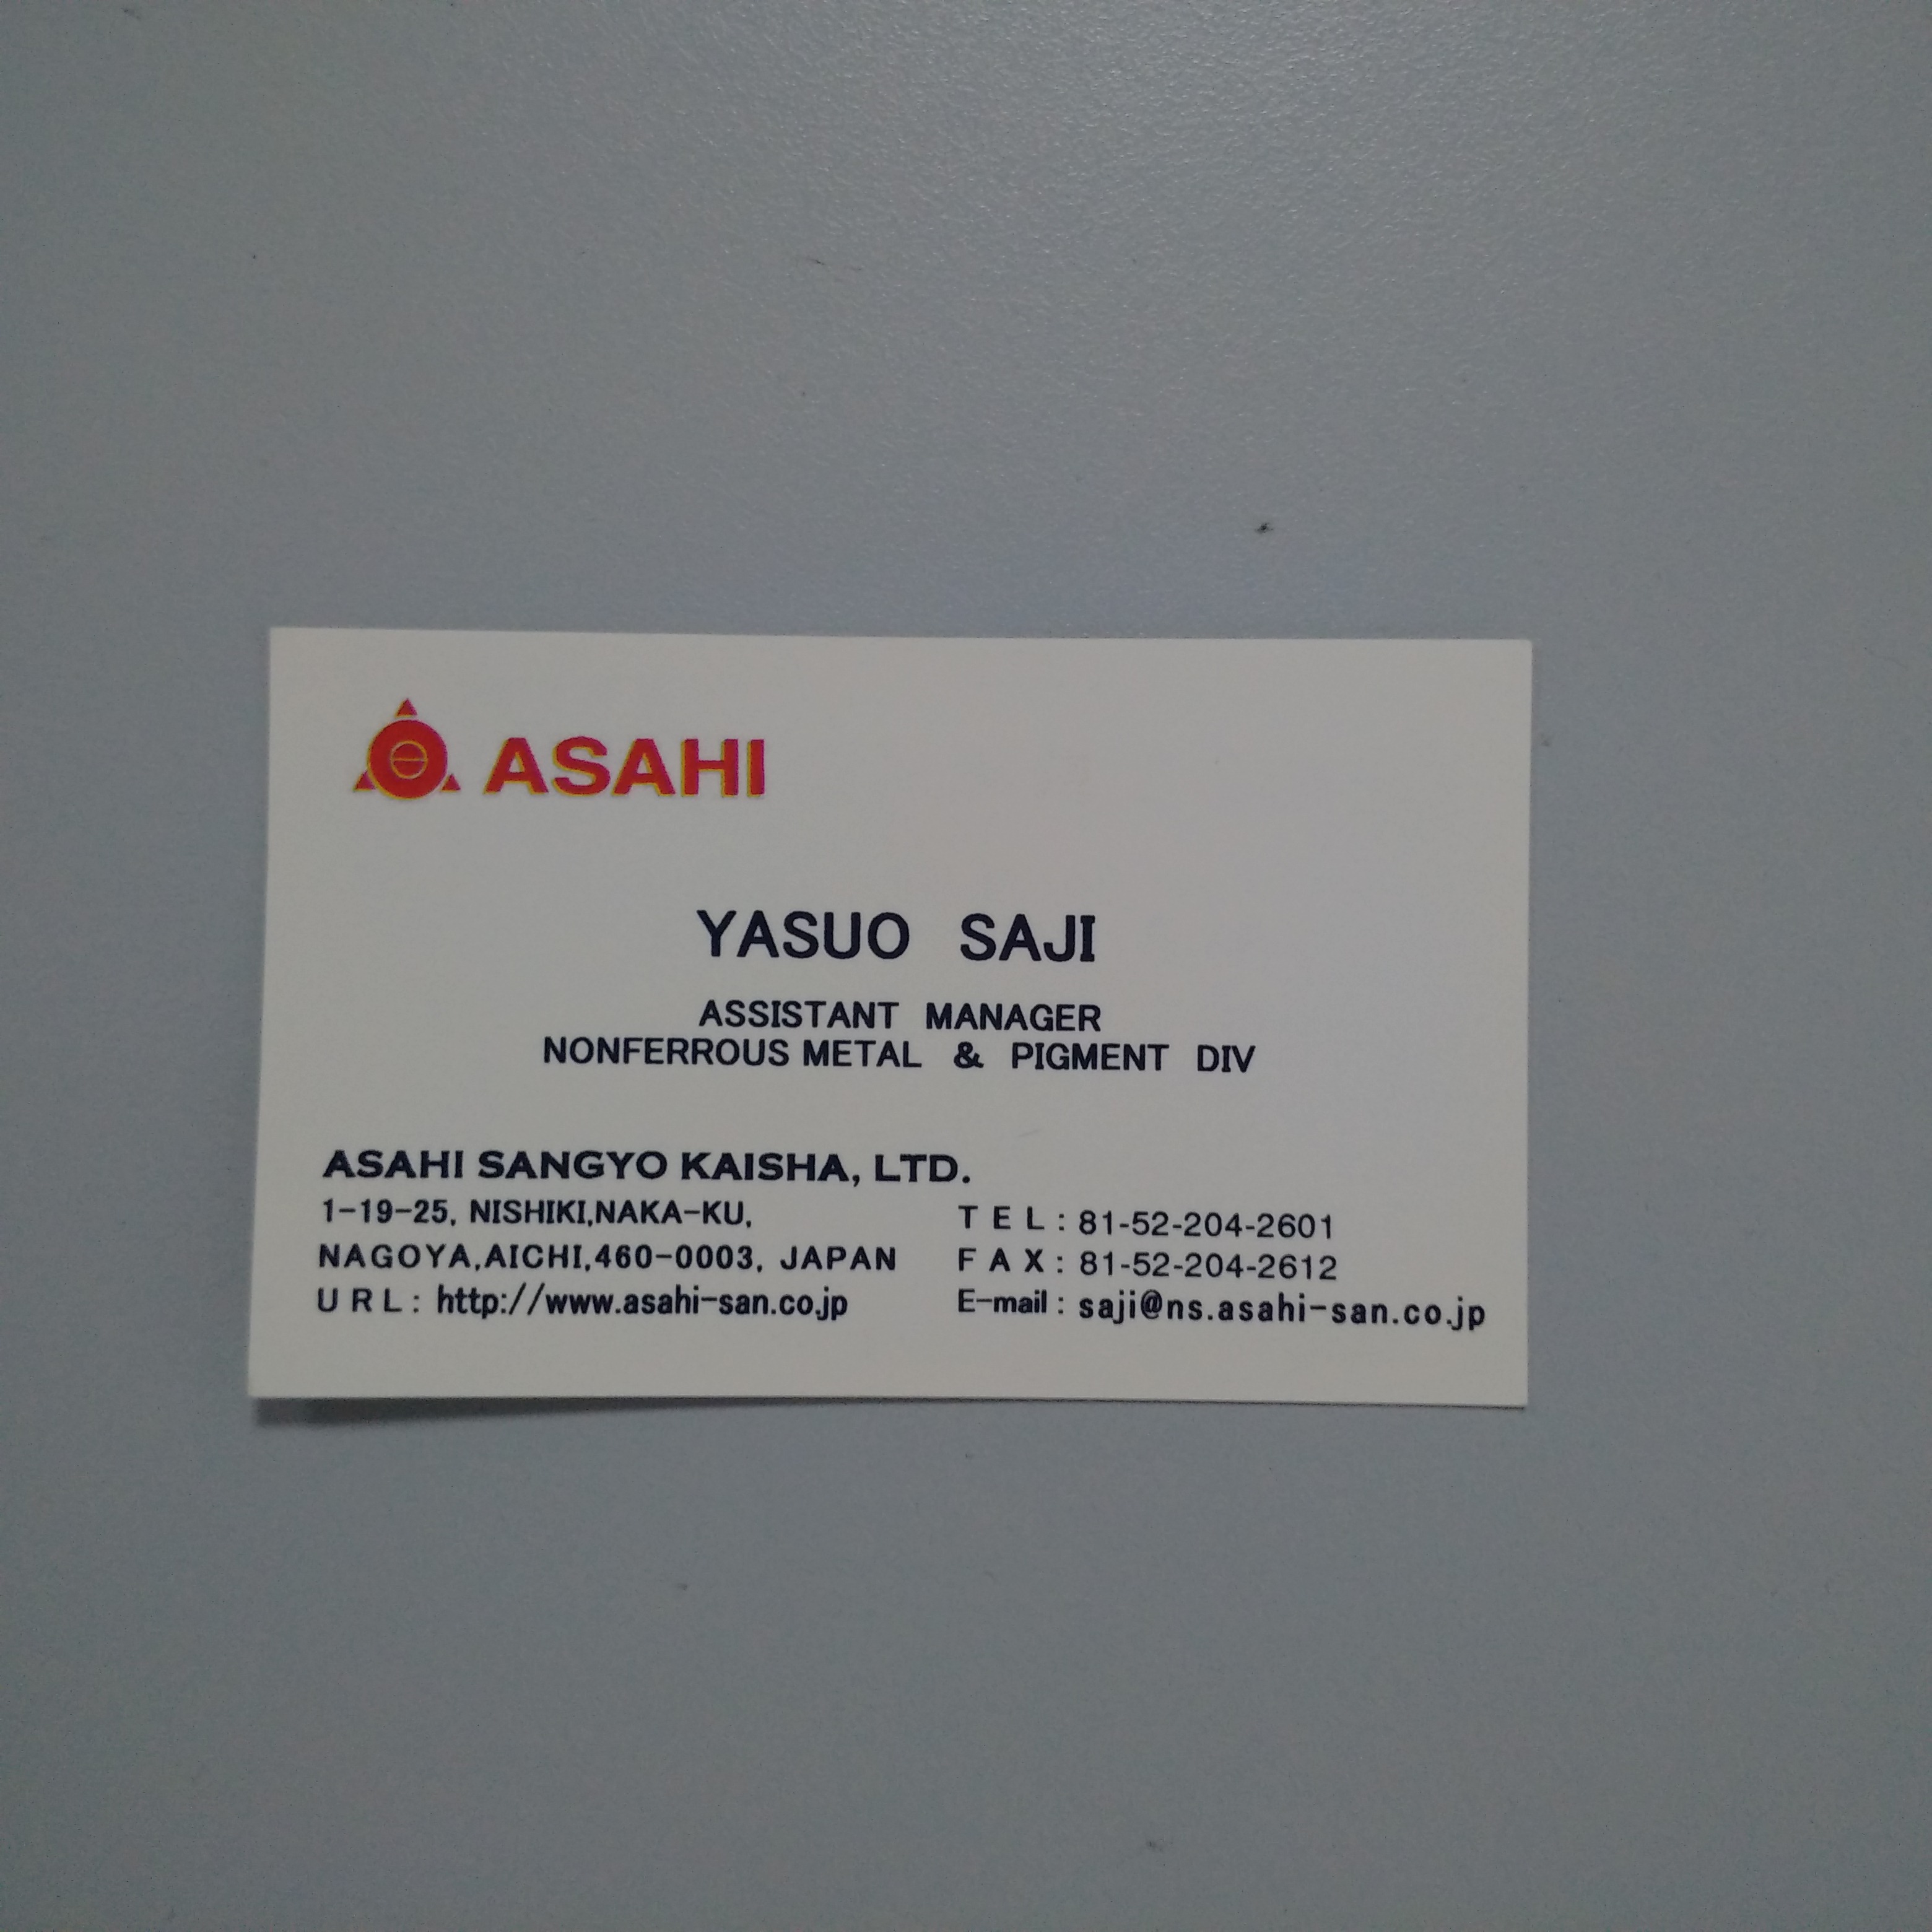 ASAHI
YASUO SAJI
ASSISTANT MANAGER
NONFERROUS METAL & PIGMENT DIV
ASAHI SANGYO KAISHA, LTD.
1-19-25, NISHIKI,NAKA-KU, TEL: 81-52-204-2601
NAGOYA,AICHI,460-0003, JAPAN FAX: 81-52-204-2612
URL: http://www.asahi-san.co.jp E-mail: saji@ns.asahi-san.co.jp